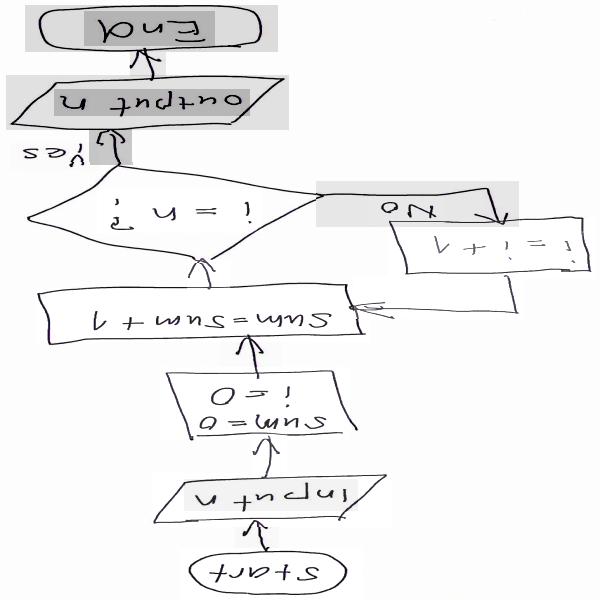 start
input n
sum=0
i = 0
sum=sum+1
i = n ?
No
i = i + 1
yes
output n
End